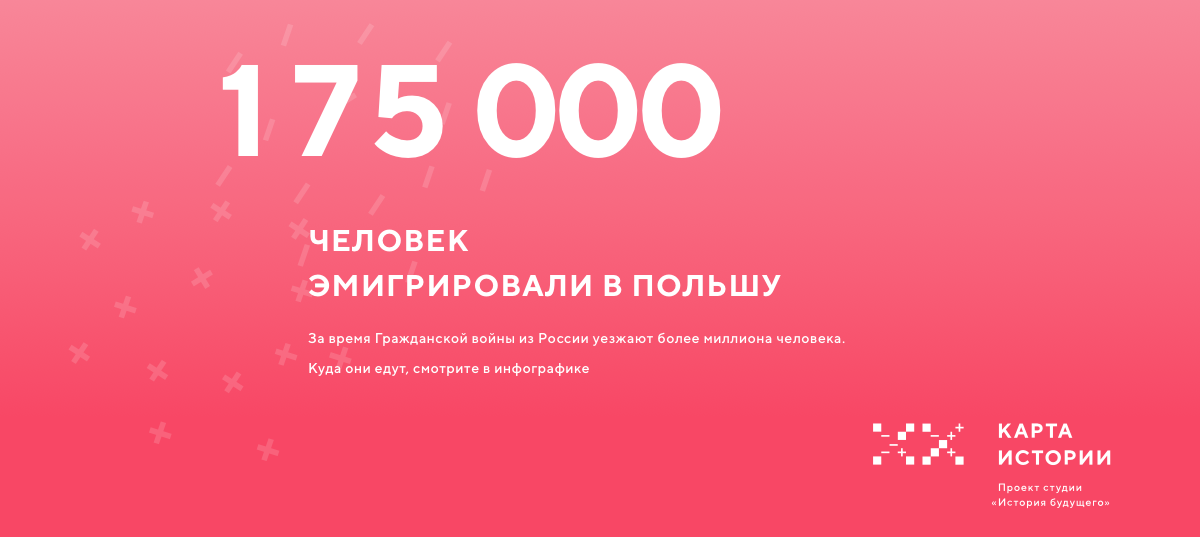 175 000
ЧЕЛОВЕК
ЭМИГРИРОВАЛИ В ПОЛЬШУ
За время Гражданской войны из России уезжают более миллиона человека.
Куда они едут, смотрите в инфографике
КАРТА
ИСТОРИИ
Проект студии
«История будущего»